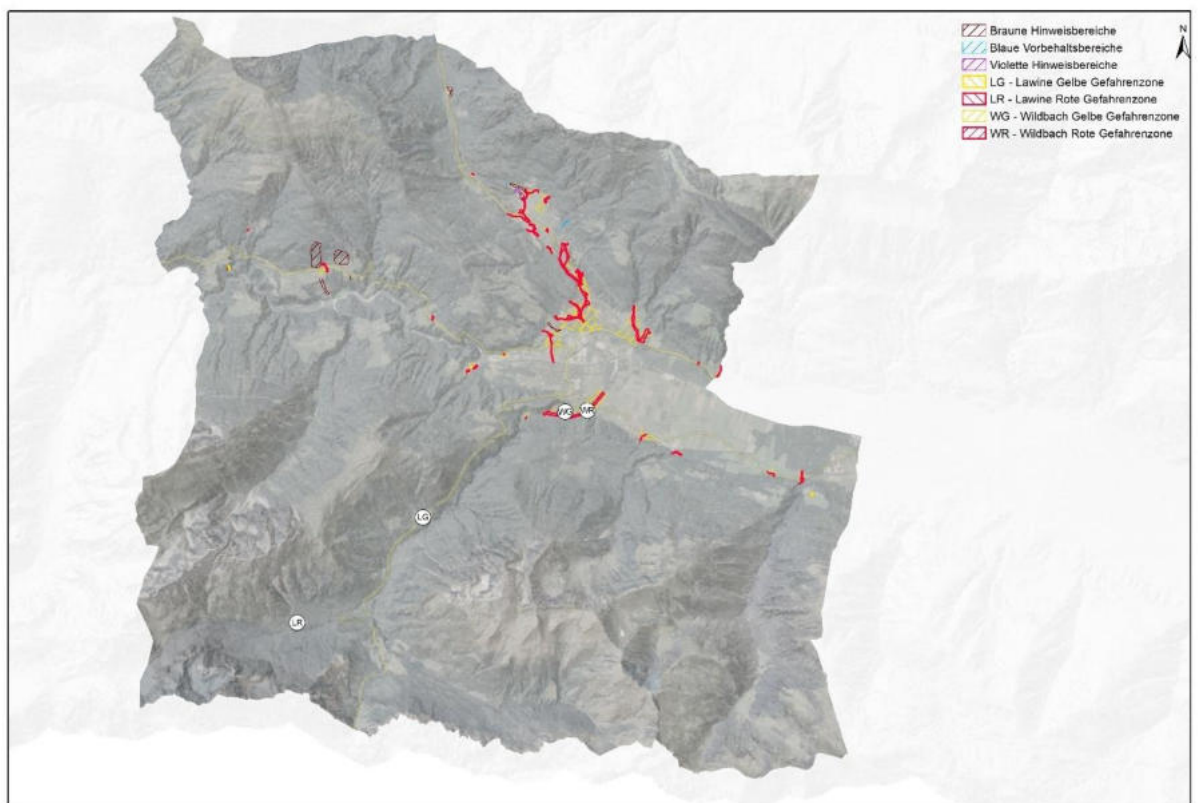 N
Braune Hinweisbereiche
Blaue Vorbehaltsbereiche
Violette Hinweisbereiche
LG - Lawine Gelbe Gefahrenzone
LR - Lawine Rote Gefahrenzone
WG - Wildbach Gelbe Gefahrenzone
WR - Wildbach Rote Gefahrenzone
WG WR
LG
LR